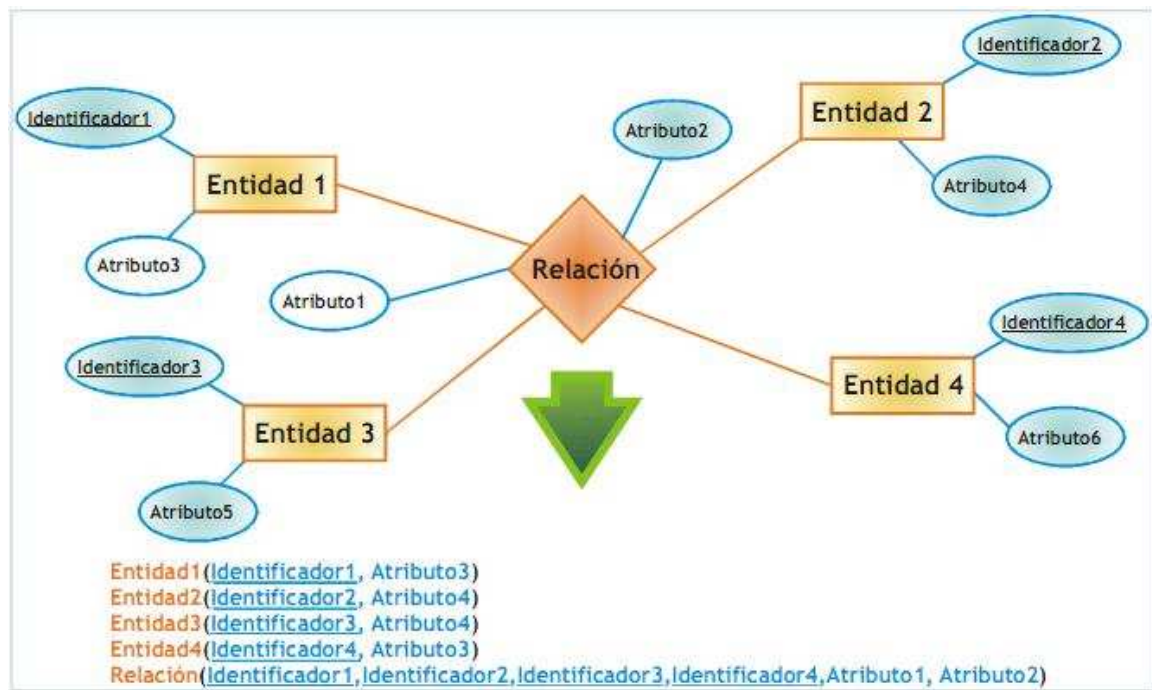 Identificador2
Identificador1
Entidad 2
Atributo2
Entidad 1
Atributo4
Atributo3
Relación
Atributo1
Identificador4
Identificador3
Entidad 4
Entidad 3
Atributo6
Atributo5
Entidad1(Identificador1, Atributo3)
Entidad2(Identificador2, Atributo4)
Entidad3(Identificador3, Atributo4)
Entidad4(Identificador4, Atributo3)
Relación(Identificador1,Identificador2,Identificador3,Identificador4,Atributo1, Atributo2)